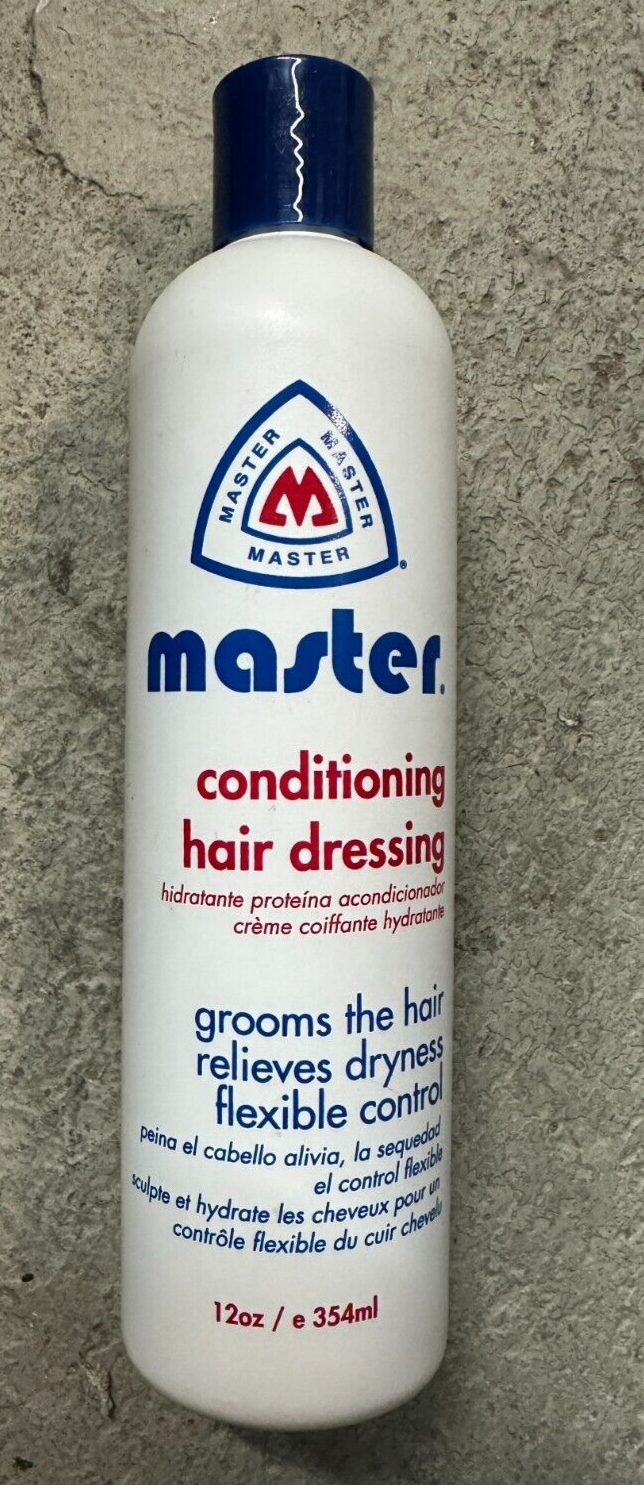 MASTER
MASTER
M
MASTER
®
master®
conditioning
hair dressing
hidratante proteína acondicionador
crème coiffante hydratante
grooms the hair
relieves dryness
flexible control
peina el cabello alivia, la sequedad
el control flexible
sculpte et hydrate les cheveux pour un
contrôle flexible du cuir chevelu
12oz / e 354ml